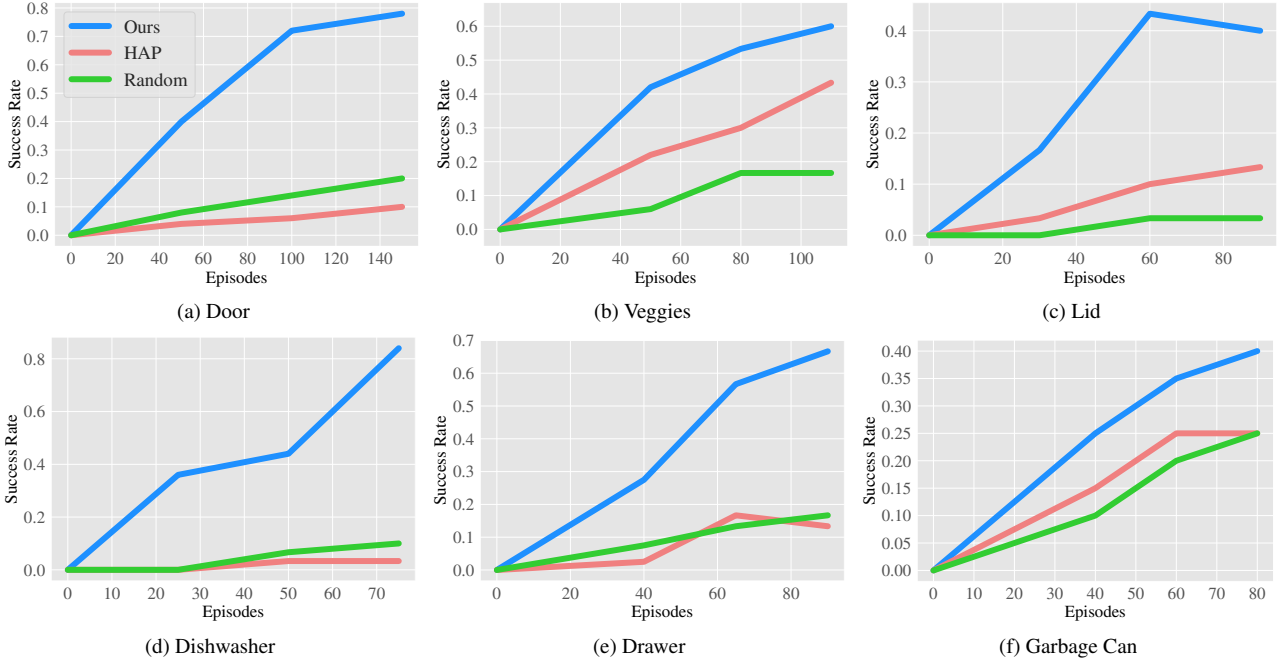 0.8
0.7
0.6
0.5
0.4
0.3
0.2
0.1
0.0
Success Rate
Ours
HAP
Random
0 20 40 60 80 100 120 140
Episodes
(a) Door
0.6
0.5
0.4
0.3
0.2
0.1
0.0
Success Rate
0 20 40 60 80 100
Episodes
(b) Veggies
0.4
0.3
0.2
0.1
0.0
Success Rate
0 20 40 60 80
Episodes
(c) Lid
0.8
0.6
0.4
0.2
0.0
Success Rate
0 10 20 30 40 50 60 70
Episodes
(d) Dishwasher
0.7
0.6
0.5
0.4
0.3
0.2
0.1
0.0
Success Rate
0 20 40 60 80
Episodes
(e) Drawer
0.40
0.35
0.30
0.25
0.20
0.15
0.10
0.05
0.00
Success Rate
0 10 20 30 40 50 60 70 80
Episodes
(f) Garbage Can